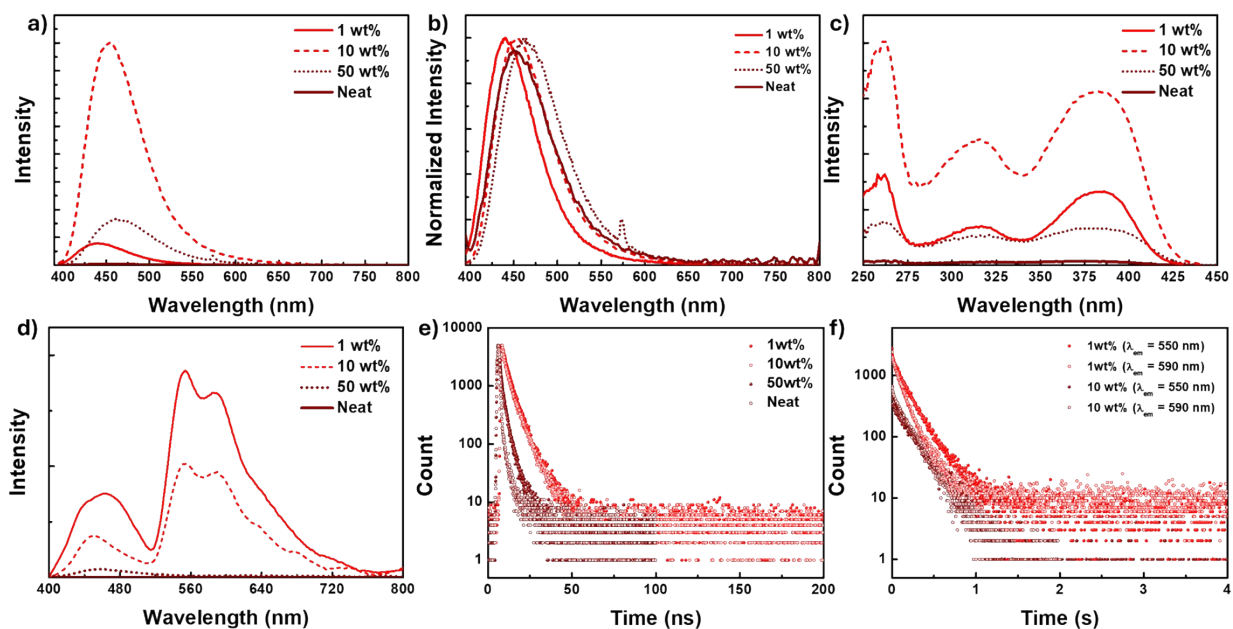 a)
1 wt%
10 wt%
50 wt%
Neat
Intensity
400 450 500 550 600 650 700 750 800
Wavelength (nm)
b)
1 wt%
10 wt%
50 wt%
Neat
Normalized Intensity
400 450 500 550 600 650 700 750 800
Wavelength (nm)
c)
1 wt%
10 wt%
50 wt%
Neat
Intensity
250 275 300 325 350 375 400 425 450
Wavelength (nm)
d)
1 wt%
10 wt%
50 wt%
Neat
Intensity
400 480 560 640 720 800
Wavelength (nm)
e)
10000
1000
100
10
1
1wt%
10wt%
50wt%
Neat
Count
0 50 100 150 200
Time (ns)
f)
1000
100
10
1
1wt% (λem = 550 nm)
1wt% (λem = 590 nm)
10 wt% (λem = 550 nm)
10 wt% (λem = 590 nm)
Count
0 1 2 3 4
Time (s)